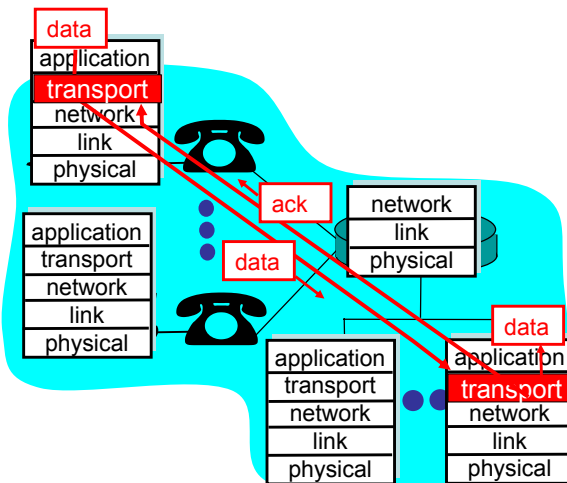 data
application
transport
network
link
physical
ack
network
link
physical
application
transport
network
link
physical
data
data
application
transport
network
link
physical
application
transport
network
link
physical